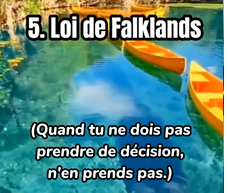 5. Loi de Falklands
(Quand tu ne dois pas
prendre de décision,
n'en prends pas.)